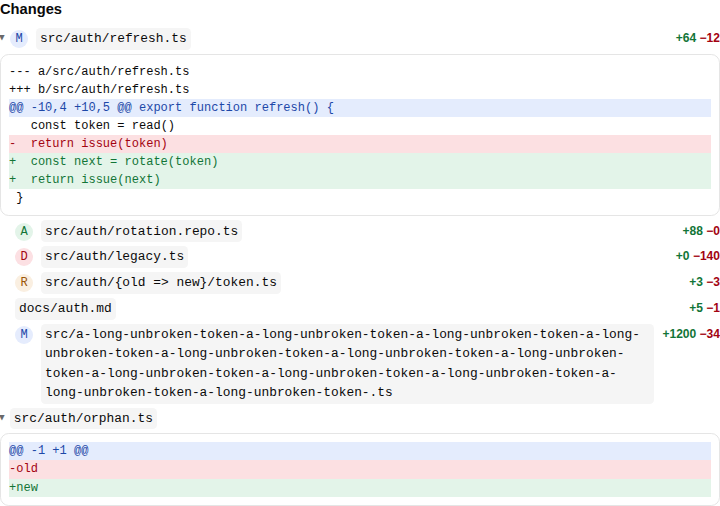 Changes
M src/auth/refresh.ts +64 −12
--- a/src/auth/refresh.ts
+++ b/src/auth/refresh.ts
@@ -10,4 +10,5 @@ export function refresh() {
   const token = read()
-  return issue(token)
+  const next = rotate(token)
+  return issue(next)
 }
A src/auth/rotation.repo.ts +88 −0
D src/auth/legacy.ts +0 −140
R src/auth/{old => new}/token.ts +3 −3
docs/auth.md +5 −1
M src/a-long-unbroken-token-a-long-unbroken-token-a-long-unbroken-token-a-long- +1200 −34
unbroken-token-a-long-unbroken-token-a-long-unbroken-token-a-long-unbroken-
token-a-long-unbroken-token-a-long-unbroken-token-a-long-unbroken-token-a-
long-unbroken-token-a-long-unbroken-token-.ts
src/auth/orphan.ts
@@ -1 +1 @@
-old
+new